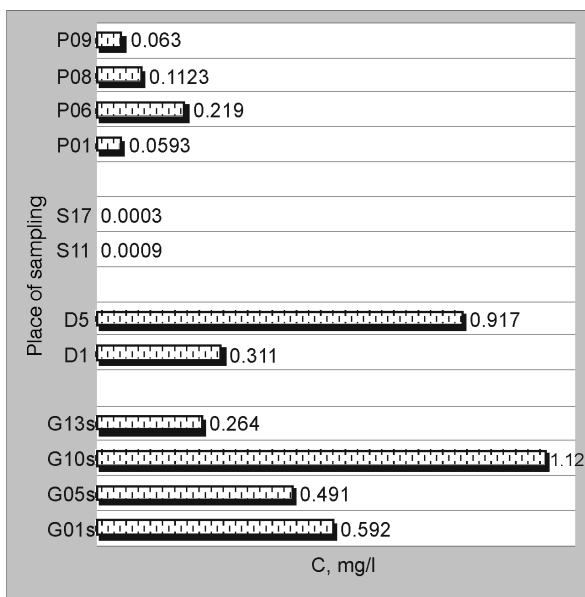 P09 0.063
P08 0.1123
P06 0.219
P01 0.0593
S17 0.0003
S11 0.0009
D5 0.917
D1 0.311
G13s 0.264
G10s 1.12
G05s 0.491
G01s 0.592
Place of sampling
C, mg/l